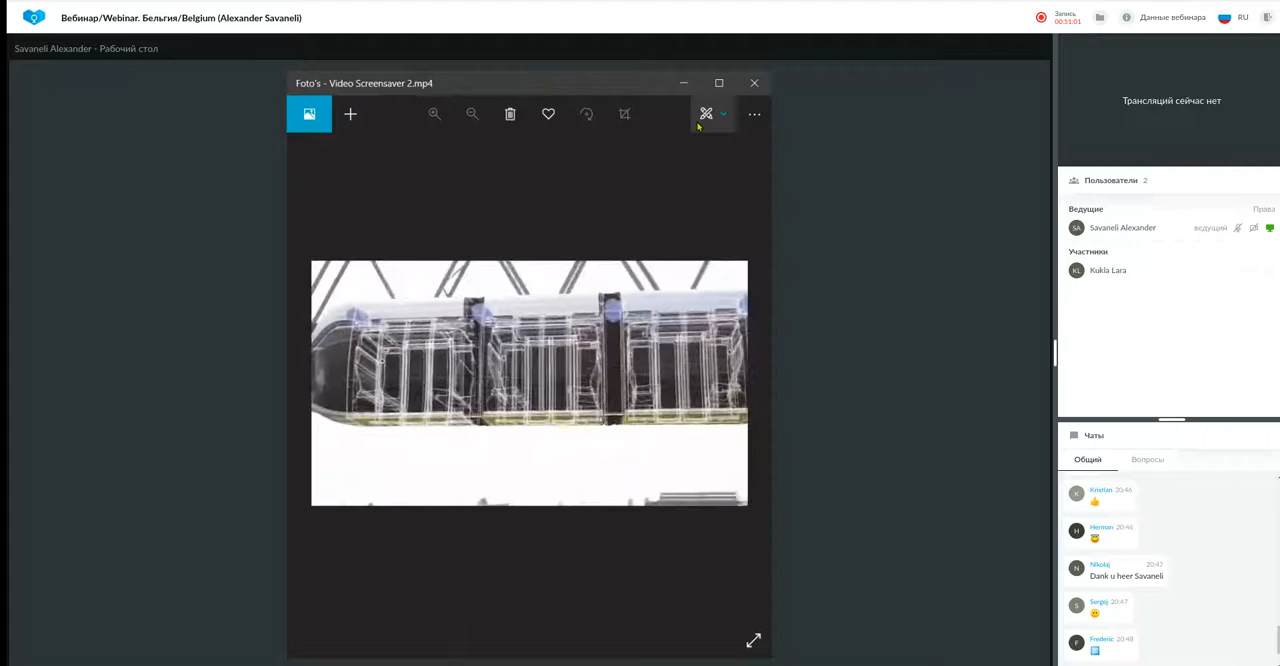 Вебинар/Webinar. Бельгия/Belgium (Alexander Savaneli)
Запись
00:51:01
Данные вебинара
RU
Savaneli Alexander - Рабочий стол
Foto's - Video Screensaver 2.mp4
Трансляций сейчас нет
Пользователи 2
Ведущие
Права
SA
Savaneli Alexander
ведущий
Участники
KL
Kukla Lara
Чаты
Общий
Вопросы
K
Kristian 20:46
H
Herman 20:46
N
Nikolaj 20:47
Dank u heer Savaneli
S
Sergej 20:47
F
Frederic 20:48